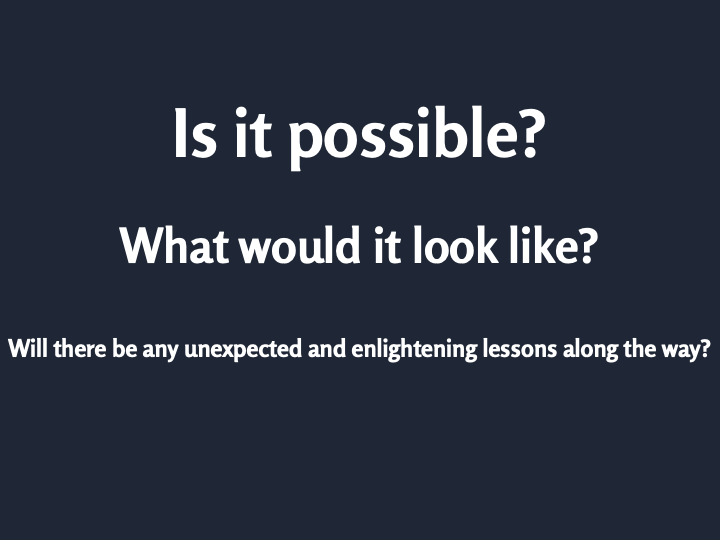 Is it possible?
What would it look like?
Will there be any unexpected and enlightening lessons along the way?